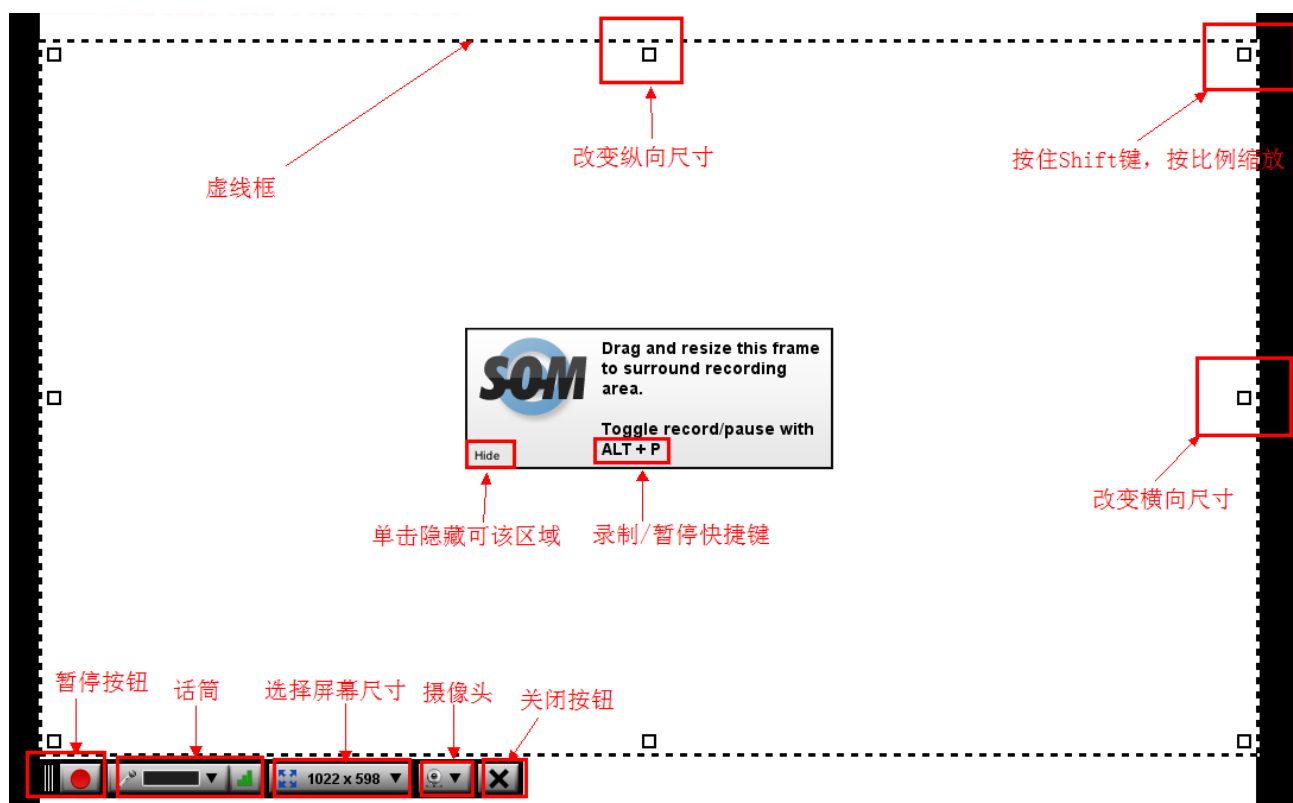 改变纵向尺寸
按住Shift键，按比例缩放
虚线框
SOM
Drag and resize this frame
to surround recording
area.
Toggle record/pause with
ALT + P
Hide
改变横向尺寸
单击隐藏可该区域
录制/暂停快捷键
暂停按钮
话筒
选择屏幕尺寸
摄像头
关闭按钮
1022 x 598